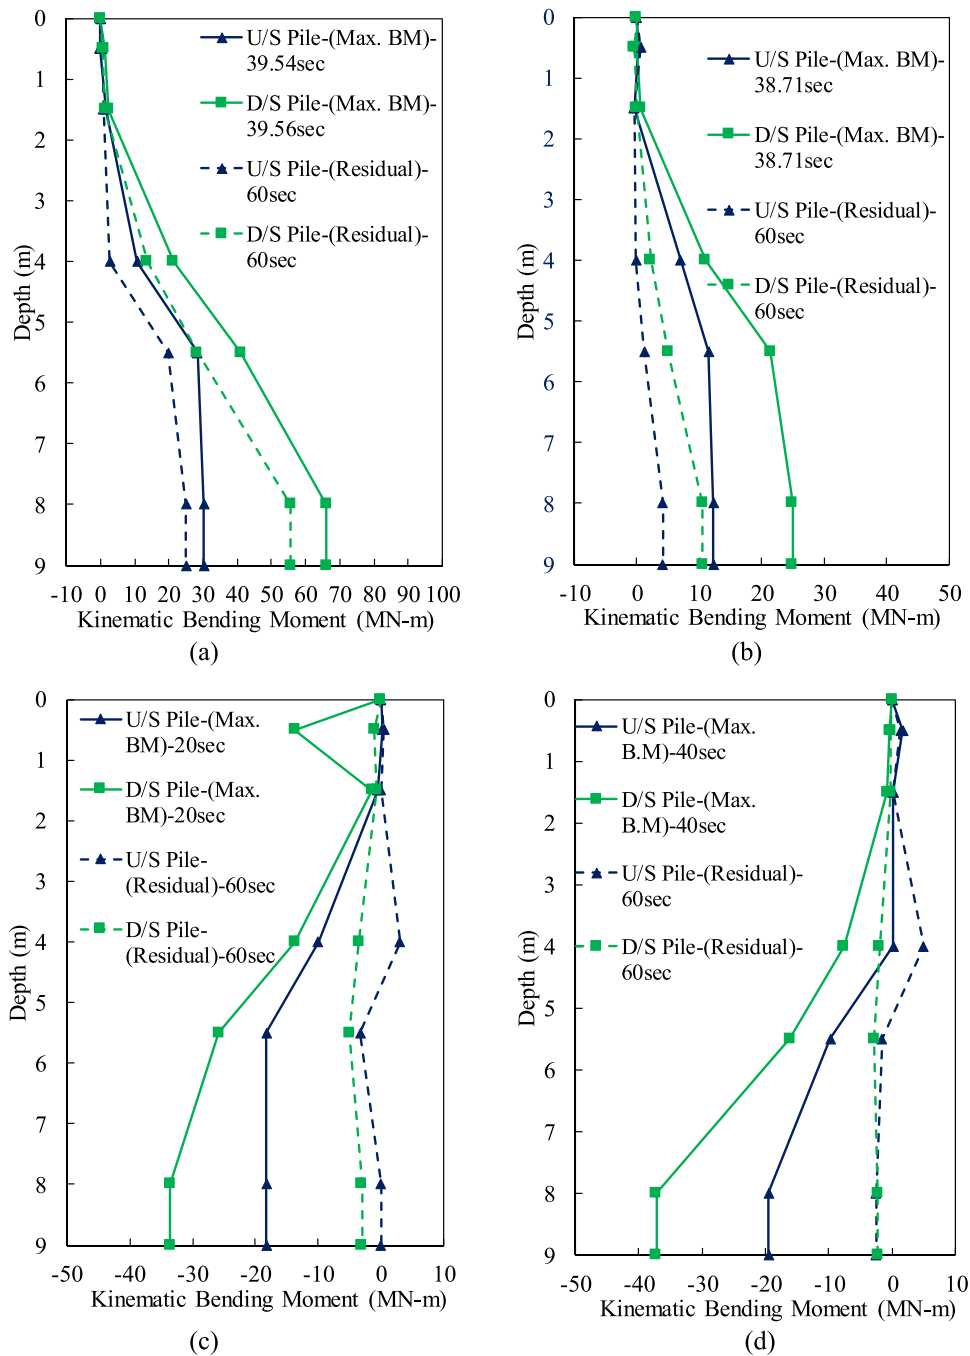 0
1
2
3
4
5
6
7
8
9
Depth (m)
U/S Pile-(Max. BM)-
39.54sec
D/S Pile-(Max. BM)-
39.56sec
U/S Pile-(Residual)-
60sec
D/S Pile-(Residual)-
60sec
-10 0 10 20 30 40 50 60 70 80 90 100
Kinematic Bending Moment (MN-m)
(a)
0
1
2
3
4
5
6
7
8
9
Depth (m)
U/S Pile-(Max. BM)-
38.71sec
D/S Pile-(Max. BM)-
38.71sec
U/S Pile-(Residual)-
60sec
D/S Pile-(Residual)-
60sec
-10 0 10 20 30 40 50
Kinematic Bending Moment (MN-m)
(b)
0
1
2
3
4
5
6
7
8
9
Depth (m)
U/S Pile-(Max.
BM)-20sec
D/S Pile-(Max.
BM)-20sec
U/S Pile-
(Residual)-60sec
D/S Pile-
(Residual)-60sec
-50 -40 -30 -20 -10 0 10
Kinematic Bending Moment (MN-m)
(c)
0
1
2
3
4
5
6
7
8
9
Depth (m)
U/S Pile-(Max.
B.M)-40sec
D/S Pile-(Max.
B.M)-40sec
U/S Pile-(Residual)-
60sec
D/S Pile-(Residual)-
60sec
-50 -40 -30 -20 -10 0 10
Kinematic Bending Moment (MN-m)
(d)